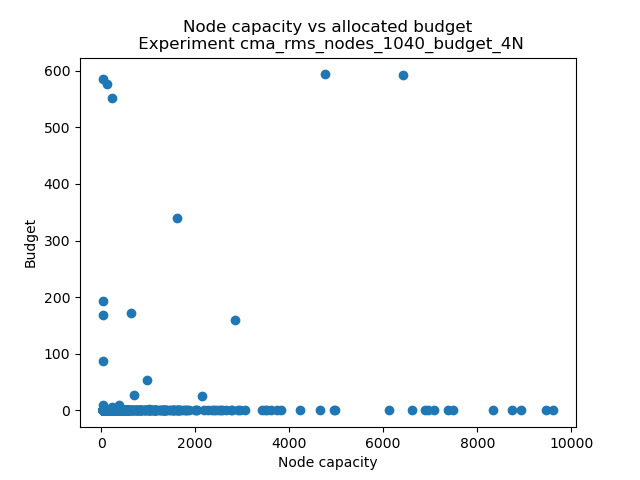 Node capacity vs allocated budget
Experiment cma_rms_nodes_1040_budget_4N
600
500
400
300
200
100
0
Budget
0 2000 4000 6000 8000 10000
Node capacity